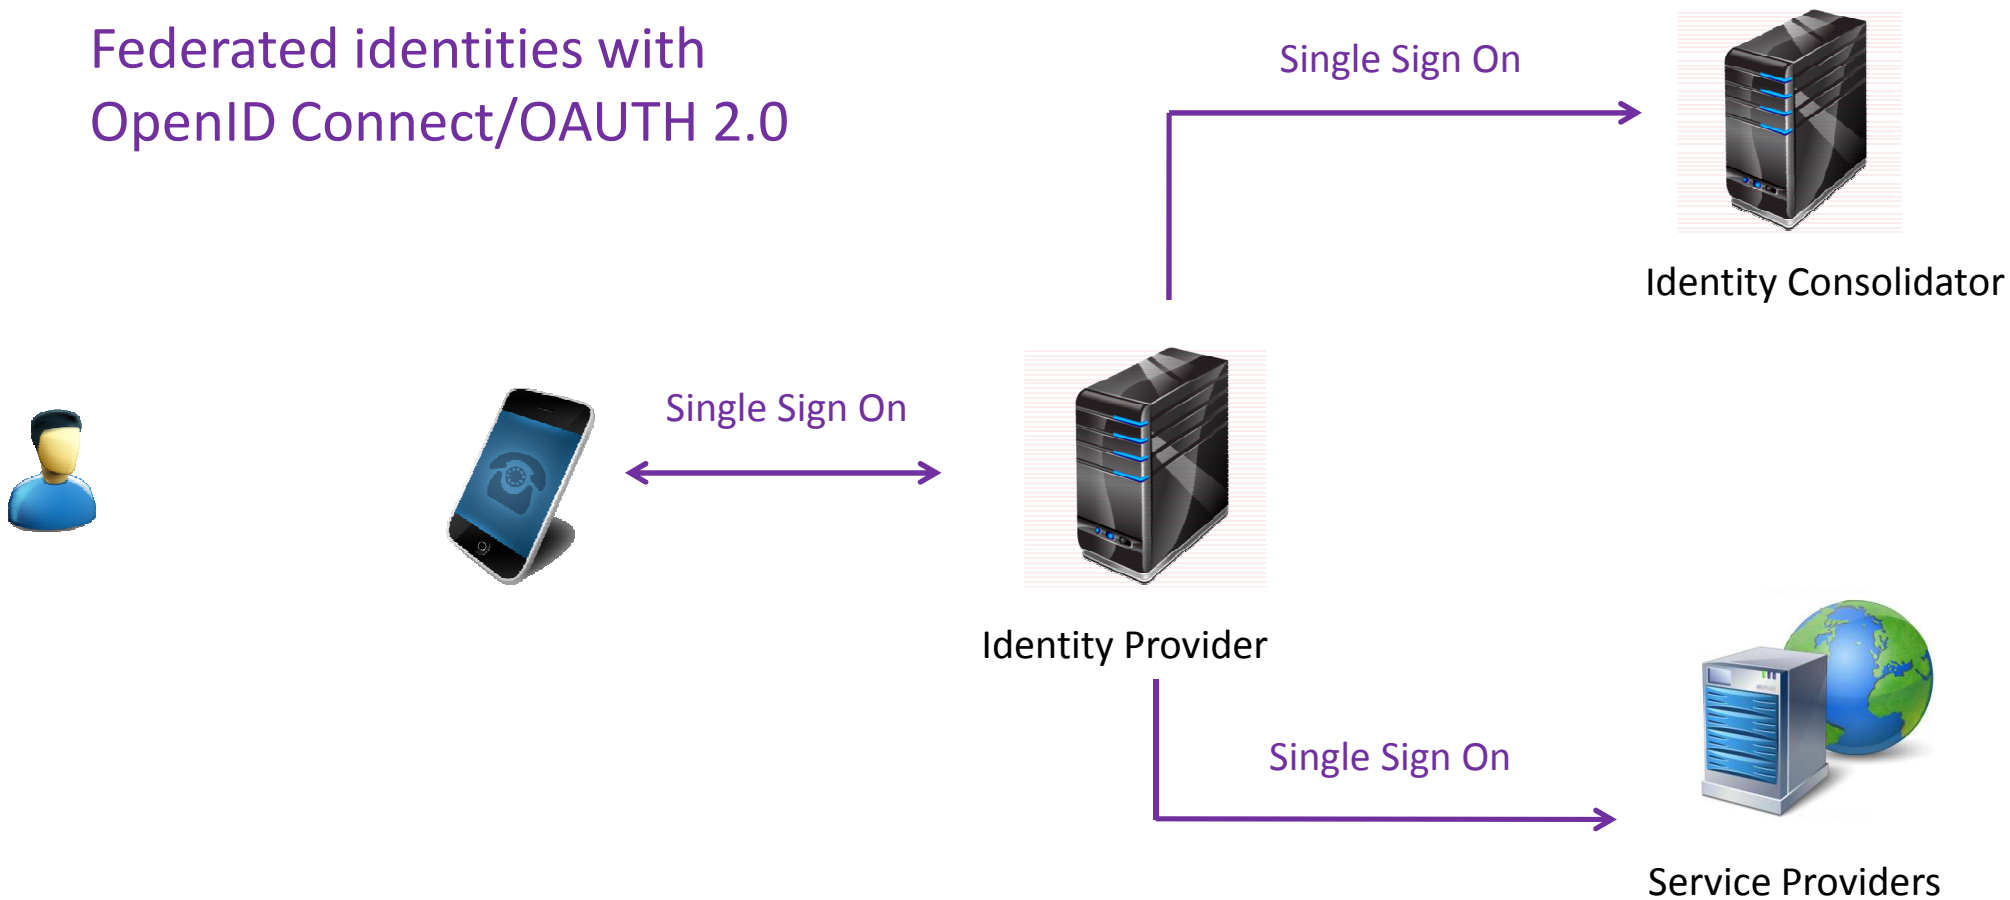 Federated identities with
OpenID Connect/OAUTH 2.0
Single Sign On
Identity Consolidator
Single Sign On
Identity Provider
Single Sign On
Service Providers